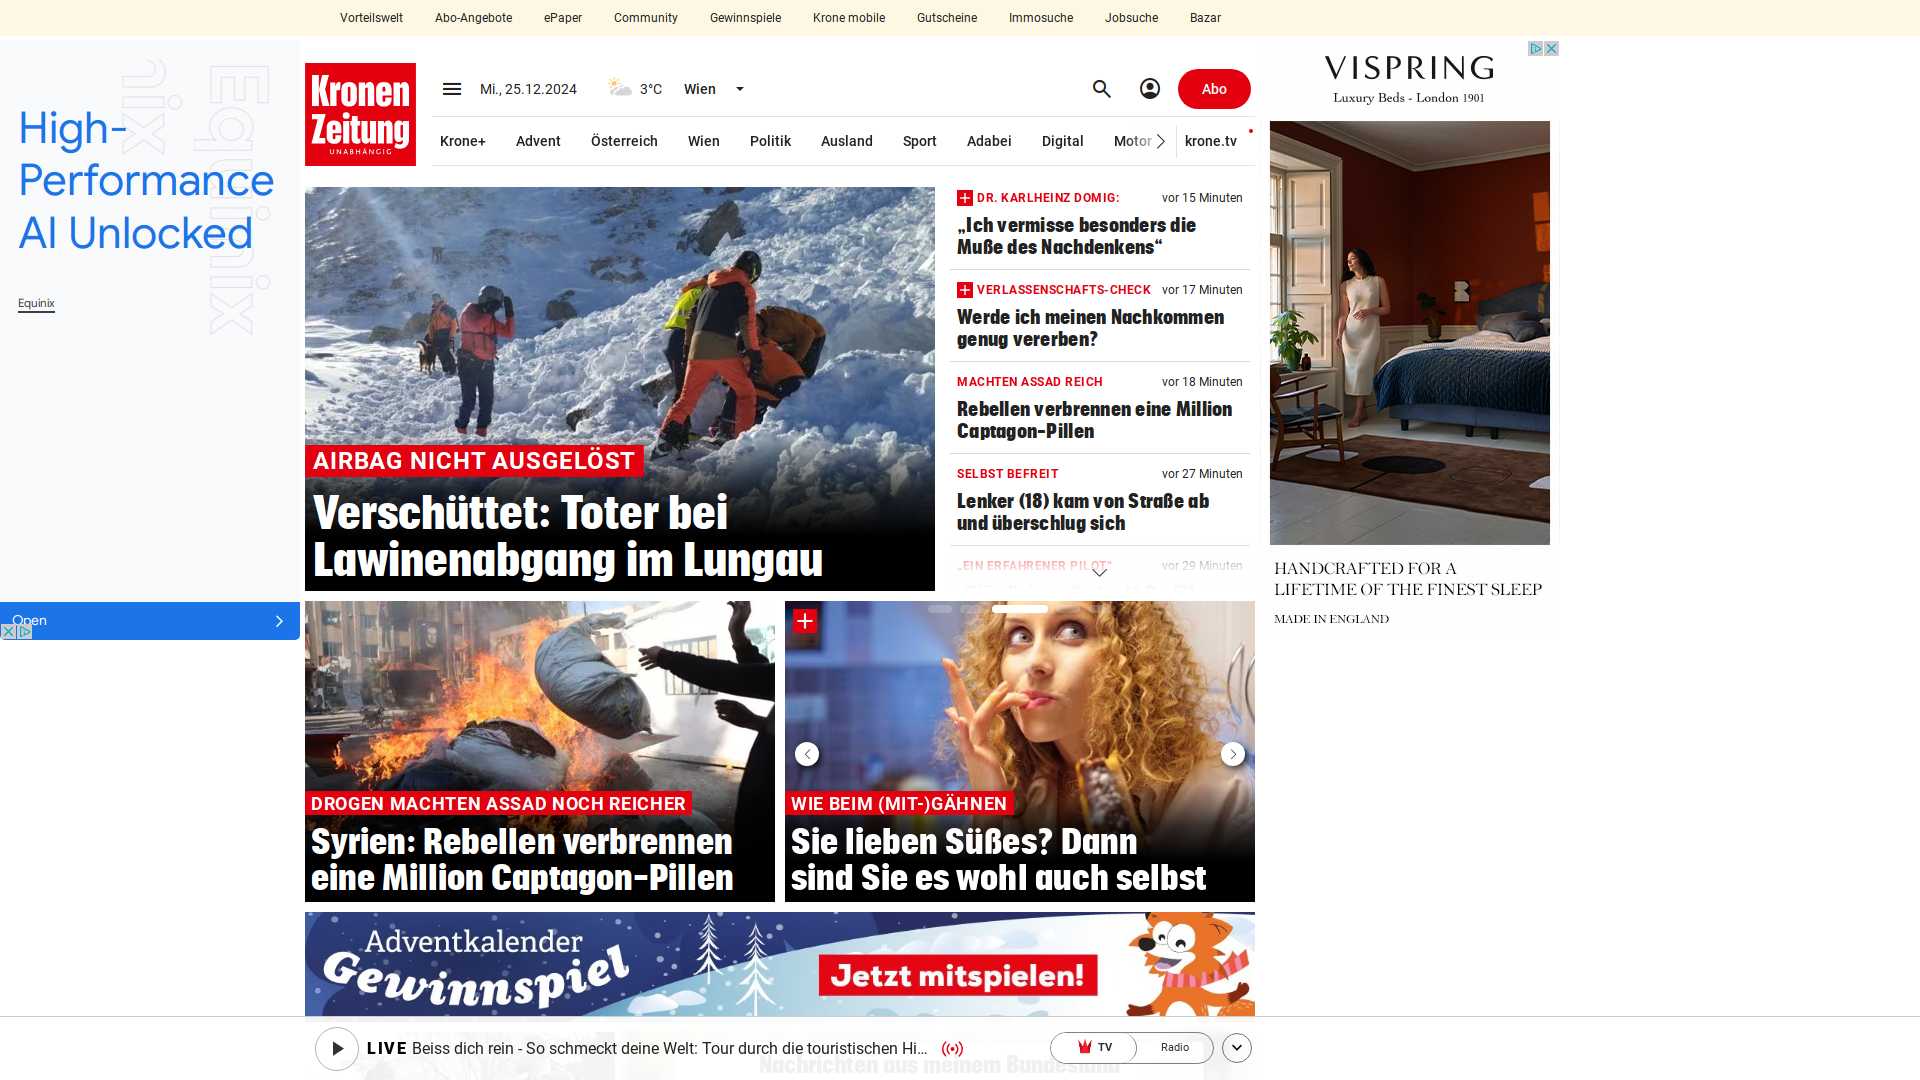 Vorteilswelt Abo-Angebote ePaper Community Gewinnspiele Krone mobile Gutscheine Immosuche Jobsuche Bazar
High-
Performance
AI Unlocked
Equinix
Equinix
nix
Open
Kronen
Zeitung
UNABHÄNGIG
Mi., 25.12.2024 3°C Wien
Abo
Krone+ Advent Österreich Wien Politik Ausland Sport Adabei Digital Motor krone.tv
AIRBAG NICHT AUSGELÖST
Verschüttet: Toter bei
Lawinenabgang im Lungau
DR. KARLHEINZ DOMIG: vor 15 Minuten
„Ich vermisse besonders die
Muße des Nachdenkens“
VERLASSENSCHAFTS-CHECK vor 17 Minuten
Werde ich meinen Nachkommen
genug vererben?
MACHTEN ASSAD REICH vor 18 Minuten
Rebellen verbrennen eine Million
Captagon-Pillen
SELBST BEFREIT vor 27 Minuten
Lenker (18) kam von Straße ab
und überschlug sich
„EIN ERFAHRENER PILOT“ vor 29 Minuten
DROGEN MACHTEN ASSAD NOCH REICHER
Syrien: Rebellen verbrennen
eine Million Captagon-Pillen
WIE BEIM (MIT-)GÄHNEN
Sie lieben Süßes? Dann
sind Sie es wohl auch selbst
Adventkalender
Gewinnspiel
Jetzt mitspielen!
LIVE Beiss dich rein - So schmeckt deine Welt: Tour durch die touristischen Hi...
TV Radio
Nachrichten aus meinem Bundesland
VISPRING
Luxury Beds - London 1901
HANDCRAFTED FOR A
LIFETIME OF THE FINEST SLEEP
MADE IN ENGLAND